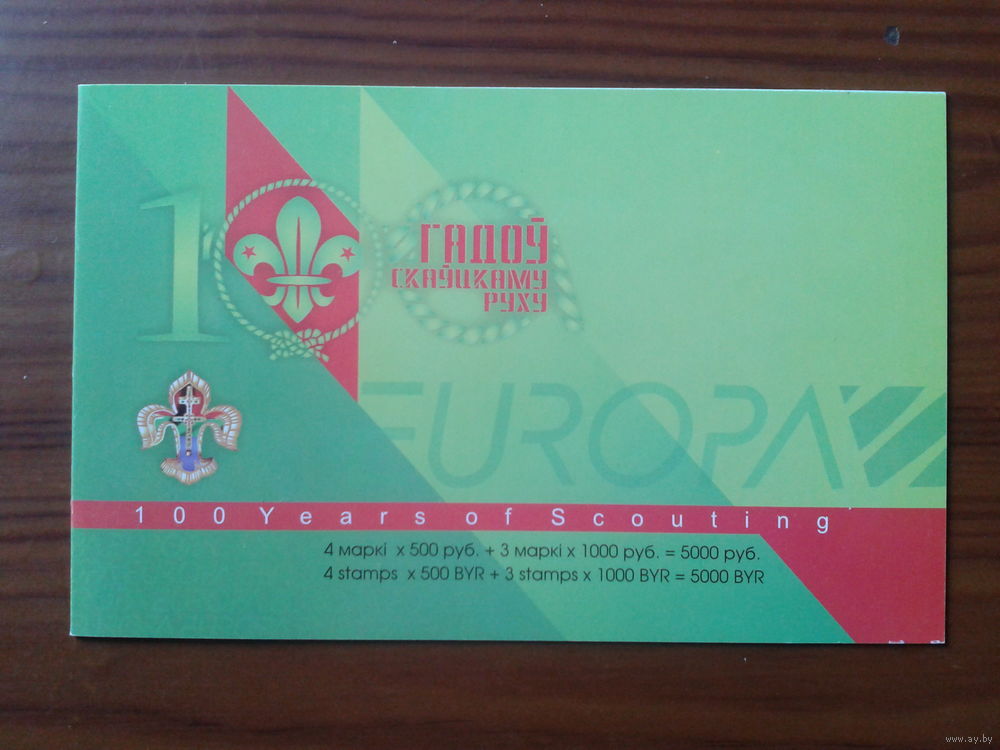 100
ГАДОЎ
СКАЎЦКАМУ
РУХУ
EUROPA
100 Years of Scouting
4 маркі х 500 руб. + 3 маркі х 1000 руб. = 5000 руб.
4 stamps x 500 BYR + 3 stamps x 1000 BYR = 5000 BYR
www.ay.by